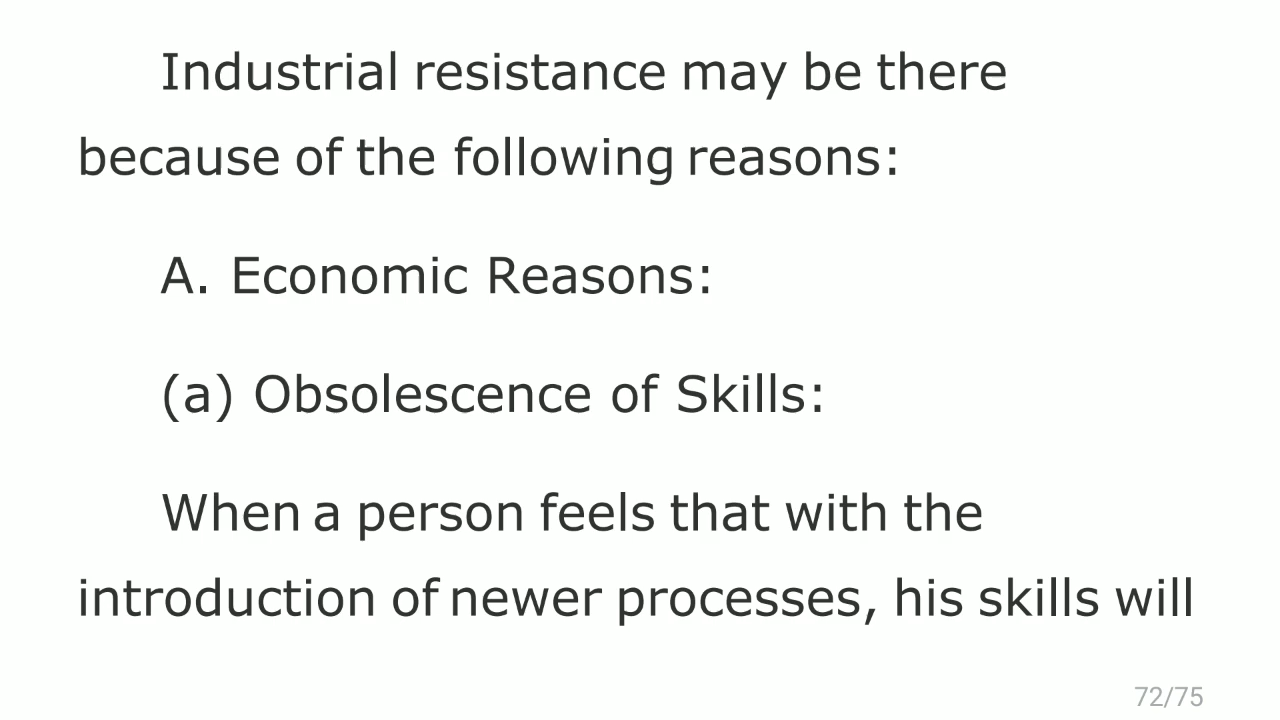 Industrial resistance may be there
because of the following reasons:
A. Economic Reasons:
(a) Obsolescence of Skills:
When a person feels that with the
introduction of newer processes, his skills will
72/75